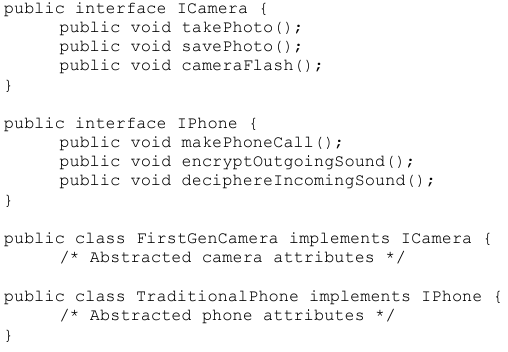 public interface ICamera {
public void takePhoto();
public void savePhoto();
public void cameraFlash();
}
public interface IPhone {
public void makePhoneCall();
public void encryptOutgoingSound();
public void deciphereIncomingSound();
}
public class FirstGenCamera implements ICamera {
/* Abstracted camera attributes */
public class TraditionalPhone implements IPhone {
/* Abstracted phone attributes */
}